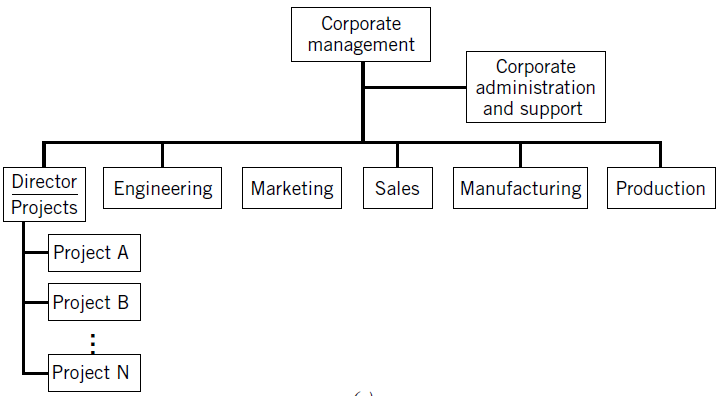 Corporate
management
Corporate
administration
and support
Director
Projects
Engineering
Marketing
Sales
Manufacturing
Production
Project A
Project B
Project N